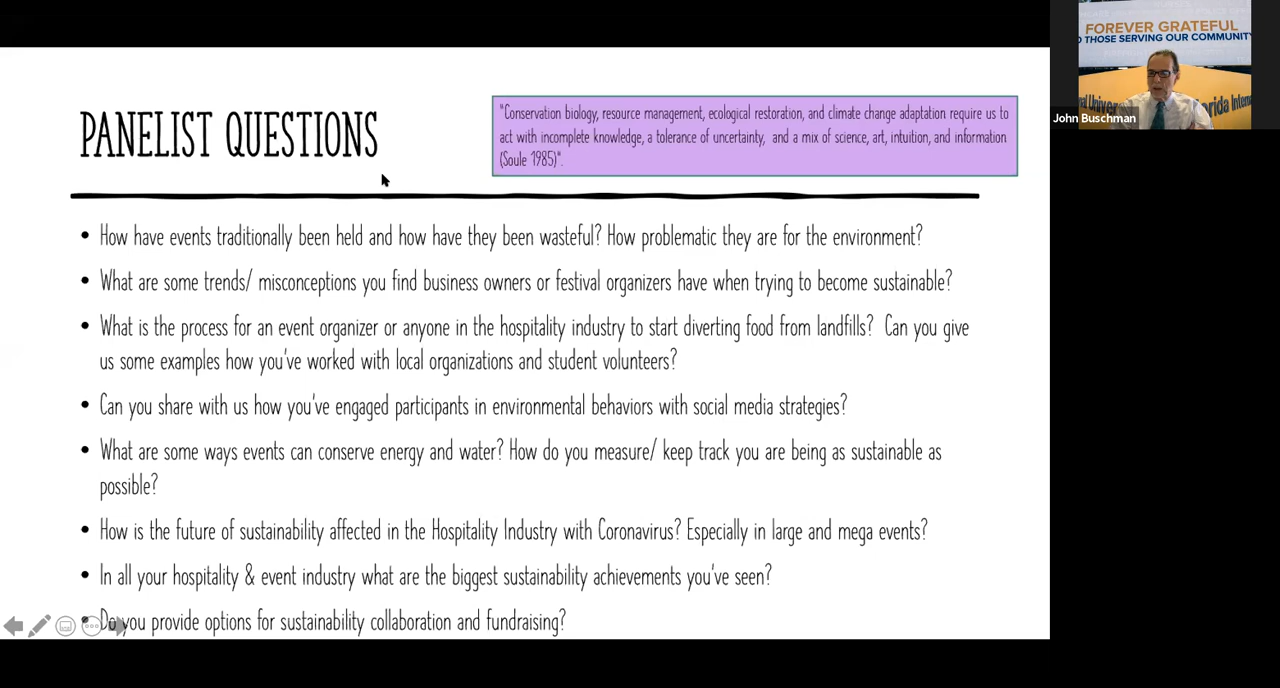 PANELIST QUESTIONS
"Conservation biology, resource management, ecological restoration, and climate change adaptation require us to
act with incomplete knowledge, a tolerance of uncertainty, and a mix of science, art, intuition, and information
(Soule 1985)".
• How have events traditionally been held and how have they been wasteful? How problematic they are for the environment?
• What are some trends/ misconceptions you find business owners or festival organizers have when trying to become sustainable?
• What is the process for an event organizer or anyone in the hospitality industry to start diverting food from landfills? Can you give
us some examples how you've worked with local organizations and student volunteers?
• Can you share with us how you've engaged participants in environmental behaviors with social media strategies?
• What are some ways events can conserve energy and water? How do you measure/ keep track you are being as sustainable as
possible?
• How is the future of sustainability affected in the Hospitality Industry with Coronavirus? Especially in large and mega events?
• In all your hospitality & event industry what are the biggest sustainability achievements you've seen?
• Do you provide options for sustainability collaboration and fundraising?
FOREVER GRATEFUL
THOSE SERVING OUR COMMUNITY
John Buschman